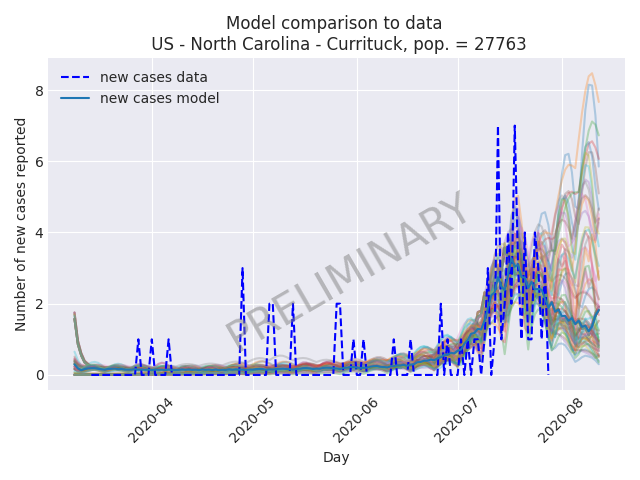 Model comparison to data
US - North Carolina - Currituck, pop. = 27763
new cases data
new cases model
Number of new cases reported
8
6
4
2
0
PRELIMINARY
2020-04
2020-05
2020-06
2020-07
2020-08
Day